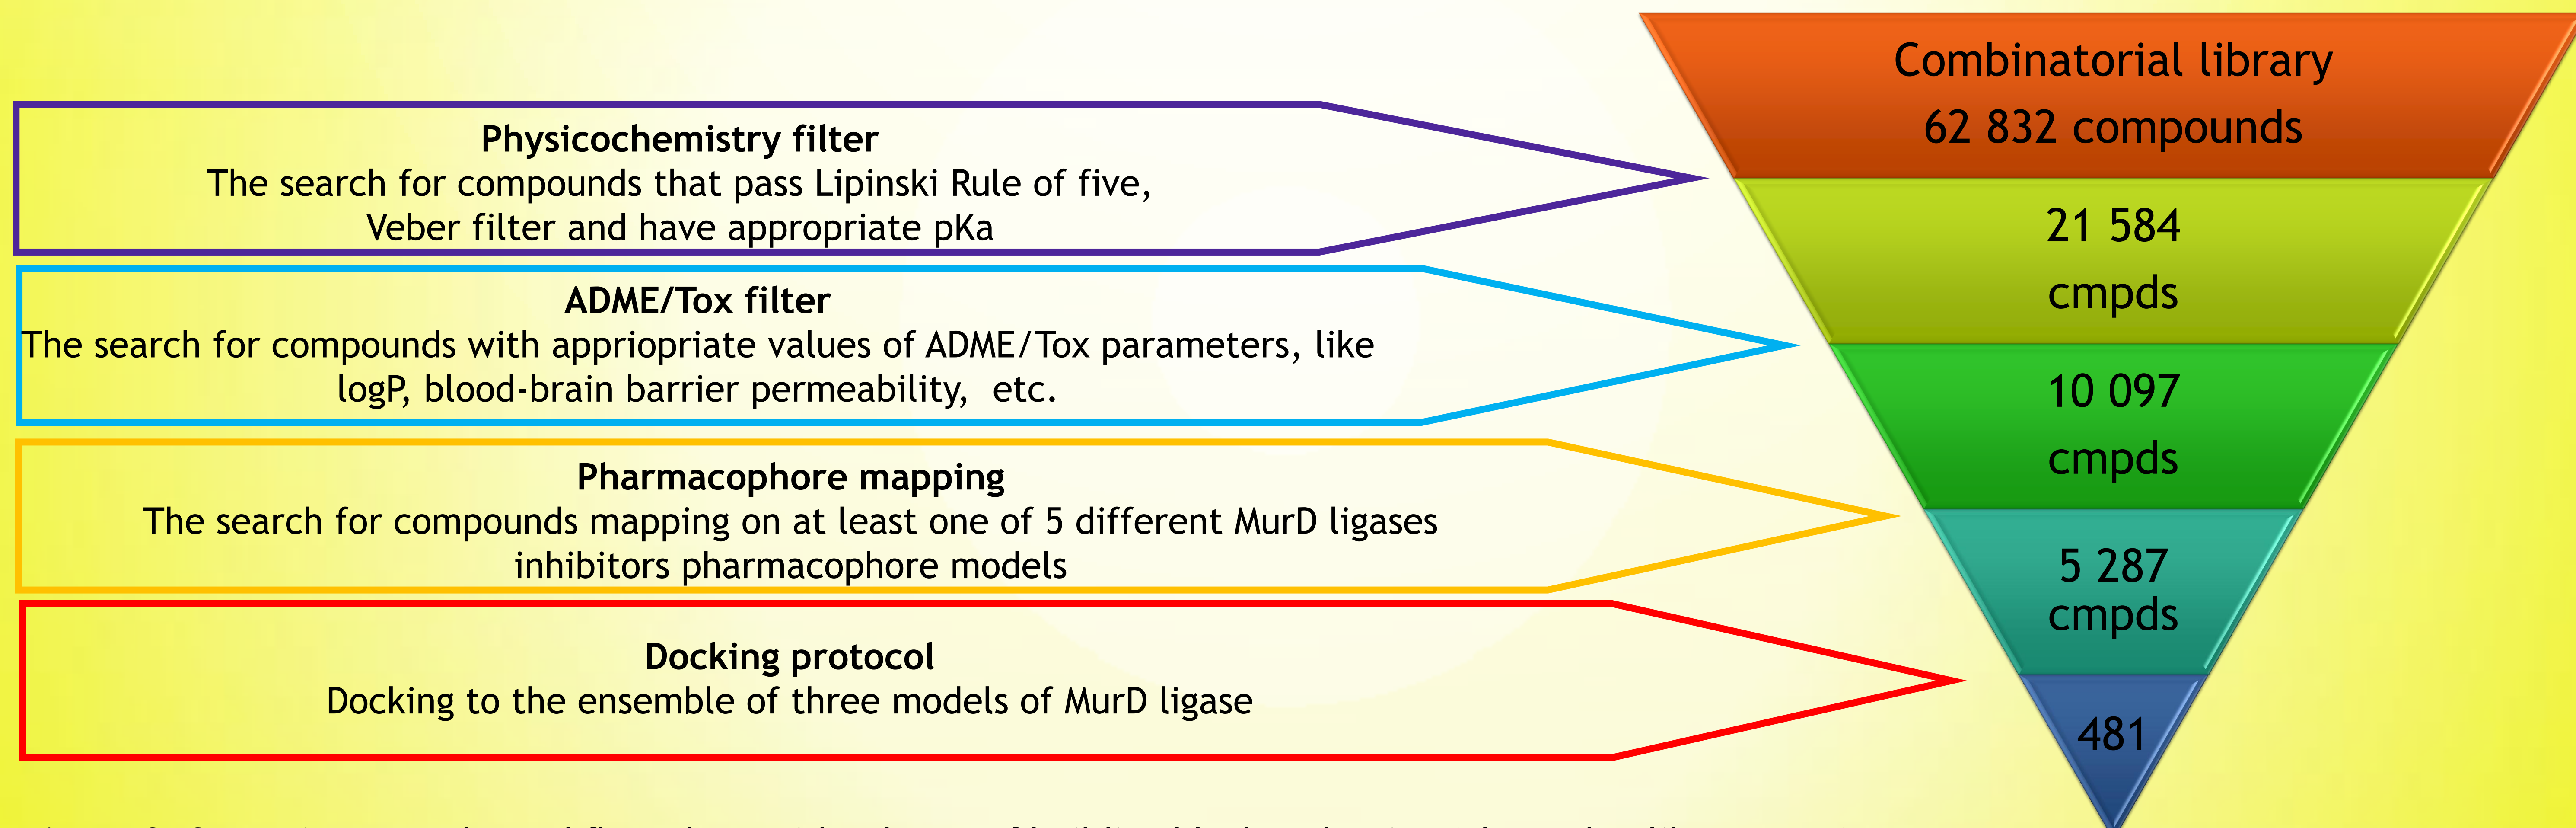 Combinatorial library
62 832 compounds
Physicochemistry filter
The search for compounds that pass Lipinski Rule of five,
Veber filter and have appropriate pKa
21 584
cmpds
ADME/Tox filter
The search for compounds with appriopriate values of ADME/Tox parameters, like
logP, blood-brain barrier permeability, etc.
10 097
cmpds
Pharmacophore mapping
The search for compounds mapping on at least one of 5 different MurD ligases
inhibitors pharmacophore models
5 287
cmpds
Docking protocol
Docking to the ensemble of three models of MurD ligase
481